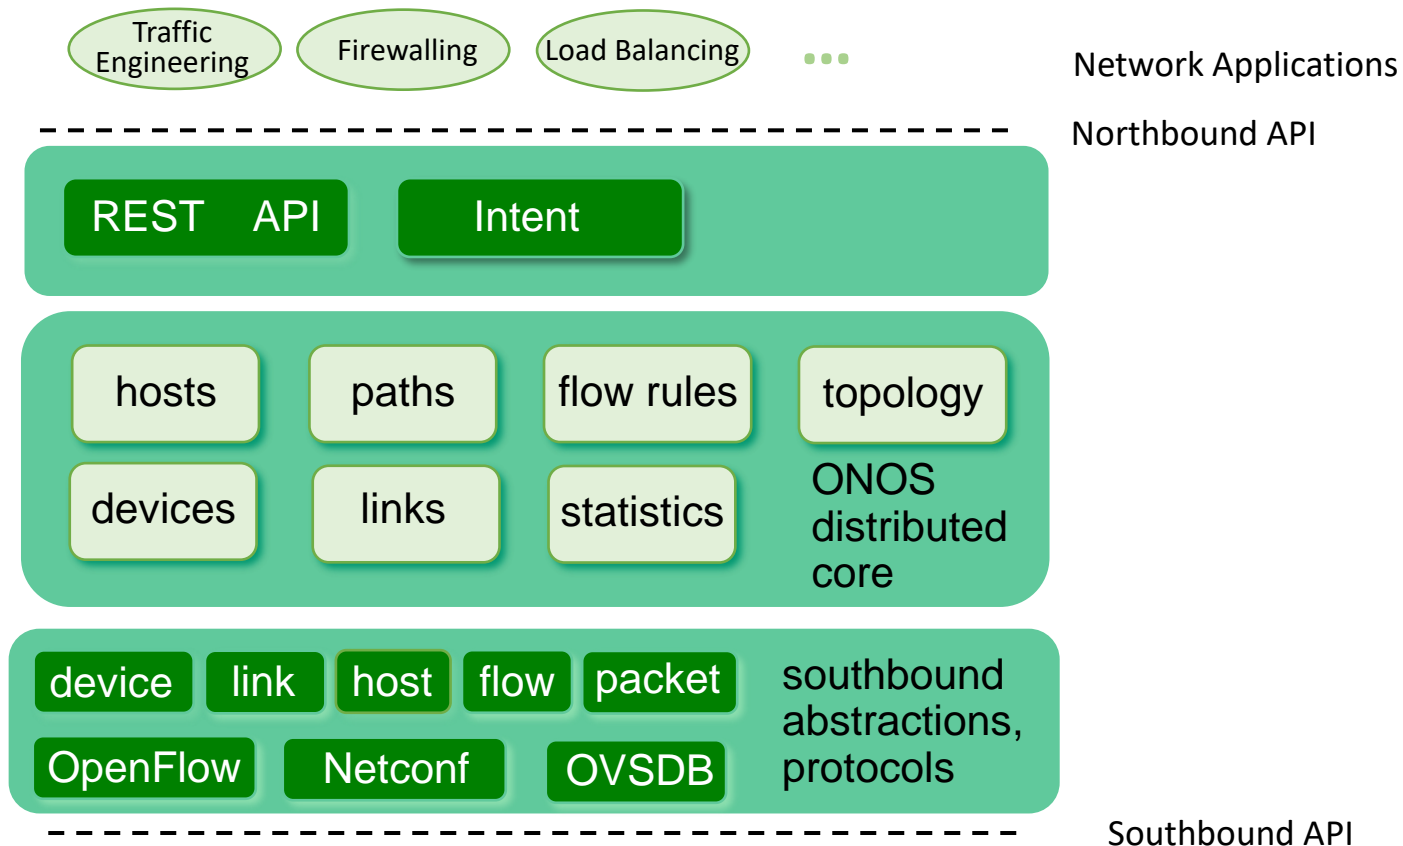 Traffic
Engineering
Firewalling
Load Balancing
...
Network Applications
Northbound API
REST API
Intent
hosts
paths
flow rules
topology
devices
links
statistics
ONOS
distributed
core
device
link
host
flow
packet
southbound
abstractions,
protocols
OpenFlow
Netconf
OVSDB
Southbound API